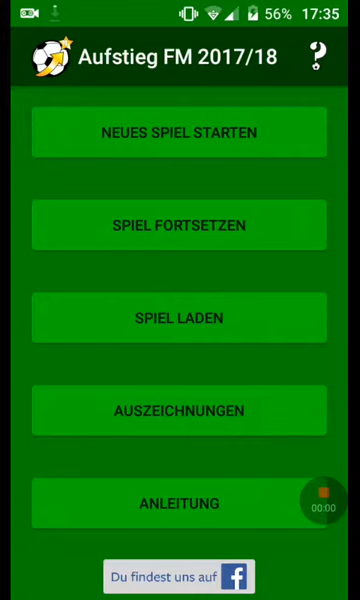 56% 17:35
Aufstieg FM 2017/18 ?
NEUES SPIEL STARTEN
SPIEL FORTSETZEN
SPIEL LADEN
AUSZEICHNUNGEN
ANLEITUNG
00:00
Du findest uns auf f